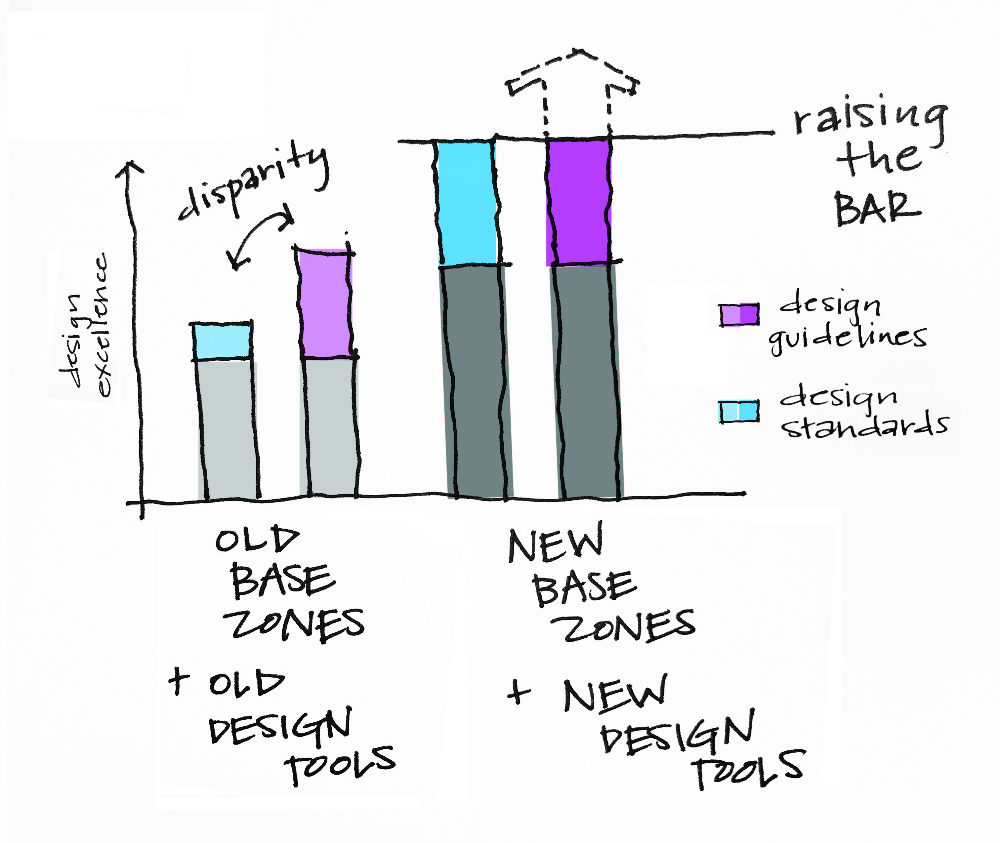 raising
the
BAR
disparity
design
excellence
design
guidelines
design
standards
OLD
BASE
ZONES
+ OLD
DESIGN
TOOLS
NEW
BASE
ZONES
+ NEW
DESIGN
TOOLS